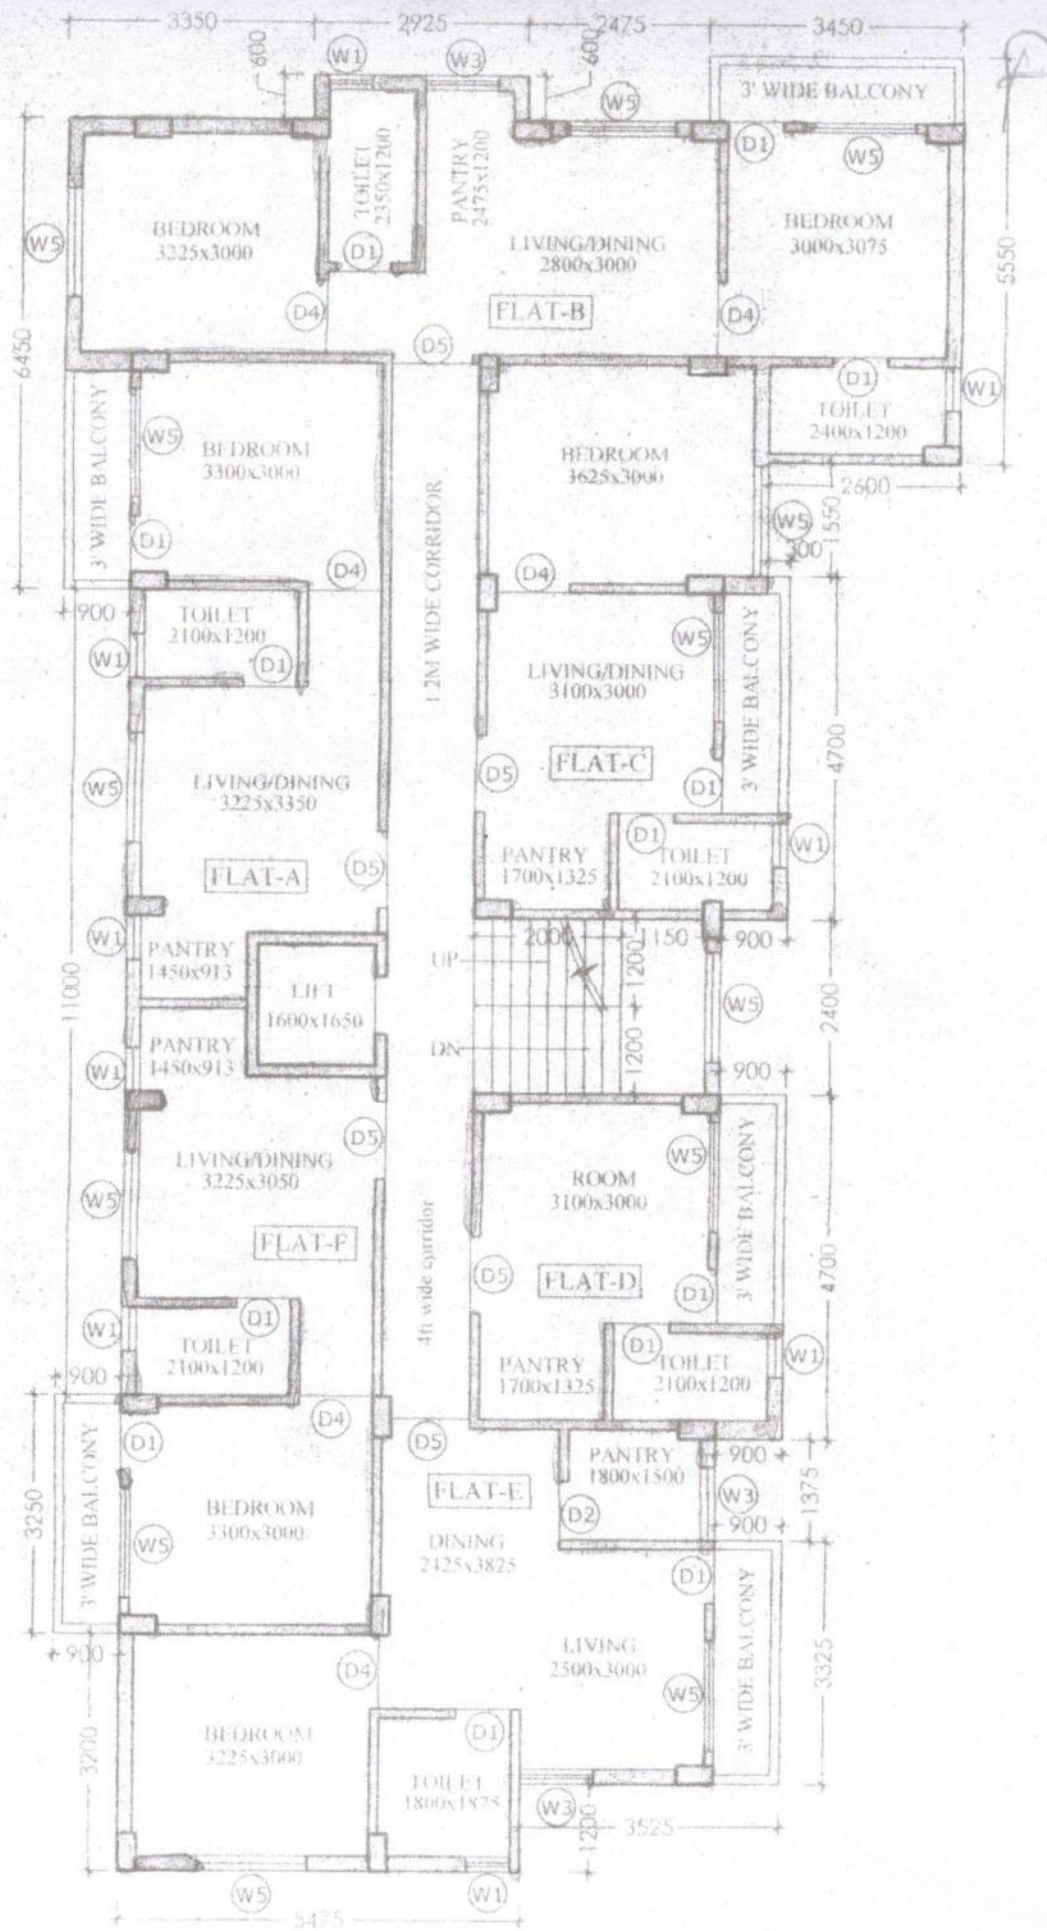 3350
2925
2475
3450
600
W1
W3
600
W5
3' WIDE BALCONY
D1
W5
TOILET
2350x1200
PANTRY
2475x1200
BEDROOM
3225x3000
LIVING/DINING
2800x3000
BEDROOM
3000x3075
W5
D1
5550
D4
FLAT-B
D4
6450
D5
D1
W1
TOILET
2400x1200
3' WIDE BALCONY
W5
BEDROOM
3300x3000
BEDROOM
3625x3000
2600
D1
W5
300
1550
D4
D4
1.2M WIDE CORRIDOR
900
TOILET
2100x1200
W1
D1
W5
3' WIDE BALCONY
LIVING/DINING
3100x3000
4700
LIVING/DINING
3225x3350
W5
FLAT-C
D5
D1
FLAT-A
D5
D1
W1
PANTRY
1700x1325
TOILET
2100x1200
W1
PANTRY
1450x913
2000
1150
900
UP
1200
LIFT
1600x1650
11000
W5
2400
PANTRY
1450x913
W1
DN
1200
900
D5
W5
3' WIDE BALCONY
LIVING/DINING
3225x3050
ROOM
3100x3000
W5
FLAT-F
D5
FLAT-D
D1
4700
4ft wide corridor
D1
W1
TOILET
2100x1200
D1
W1
PANTRY
1700x1325
TOILET
2100x1200
900
D4
D5
D1
PANTRY
1800x1500
900
W3
900
1375
FLAT-E
D2
3250
3' WIDE BALCONY
BEDROOM
3300x3000
W5
DINING
2425x3825
D1
3' WIDE BALCONY
LIVING
2500x3000
3325
900
D4
W5
BEDROOM
3225x3000
3200
D1
TOILET
1800x1875
W3
1200
3525
W5
W1
5475